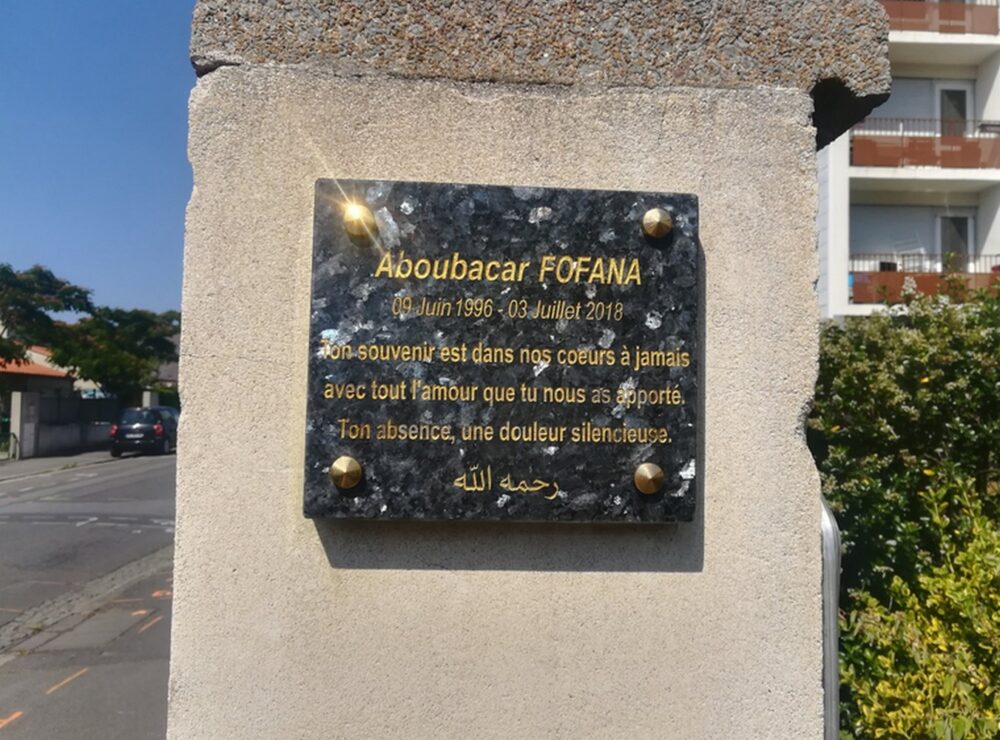 Aboubacar FOFANA
09 Juin 1996 - 03 Juillet 2018
Ton souvenir est dans nos coeurs à jamais
avec tout l'amour que tu nous as apporté.
Ton absence, une douleur silencieuse.
رحمه الله